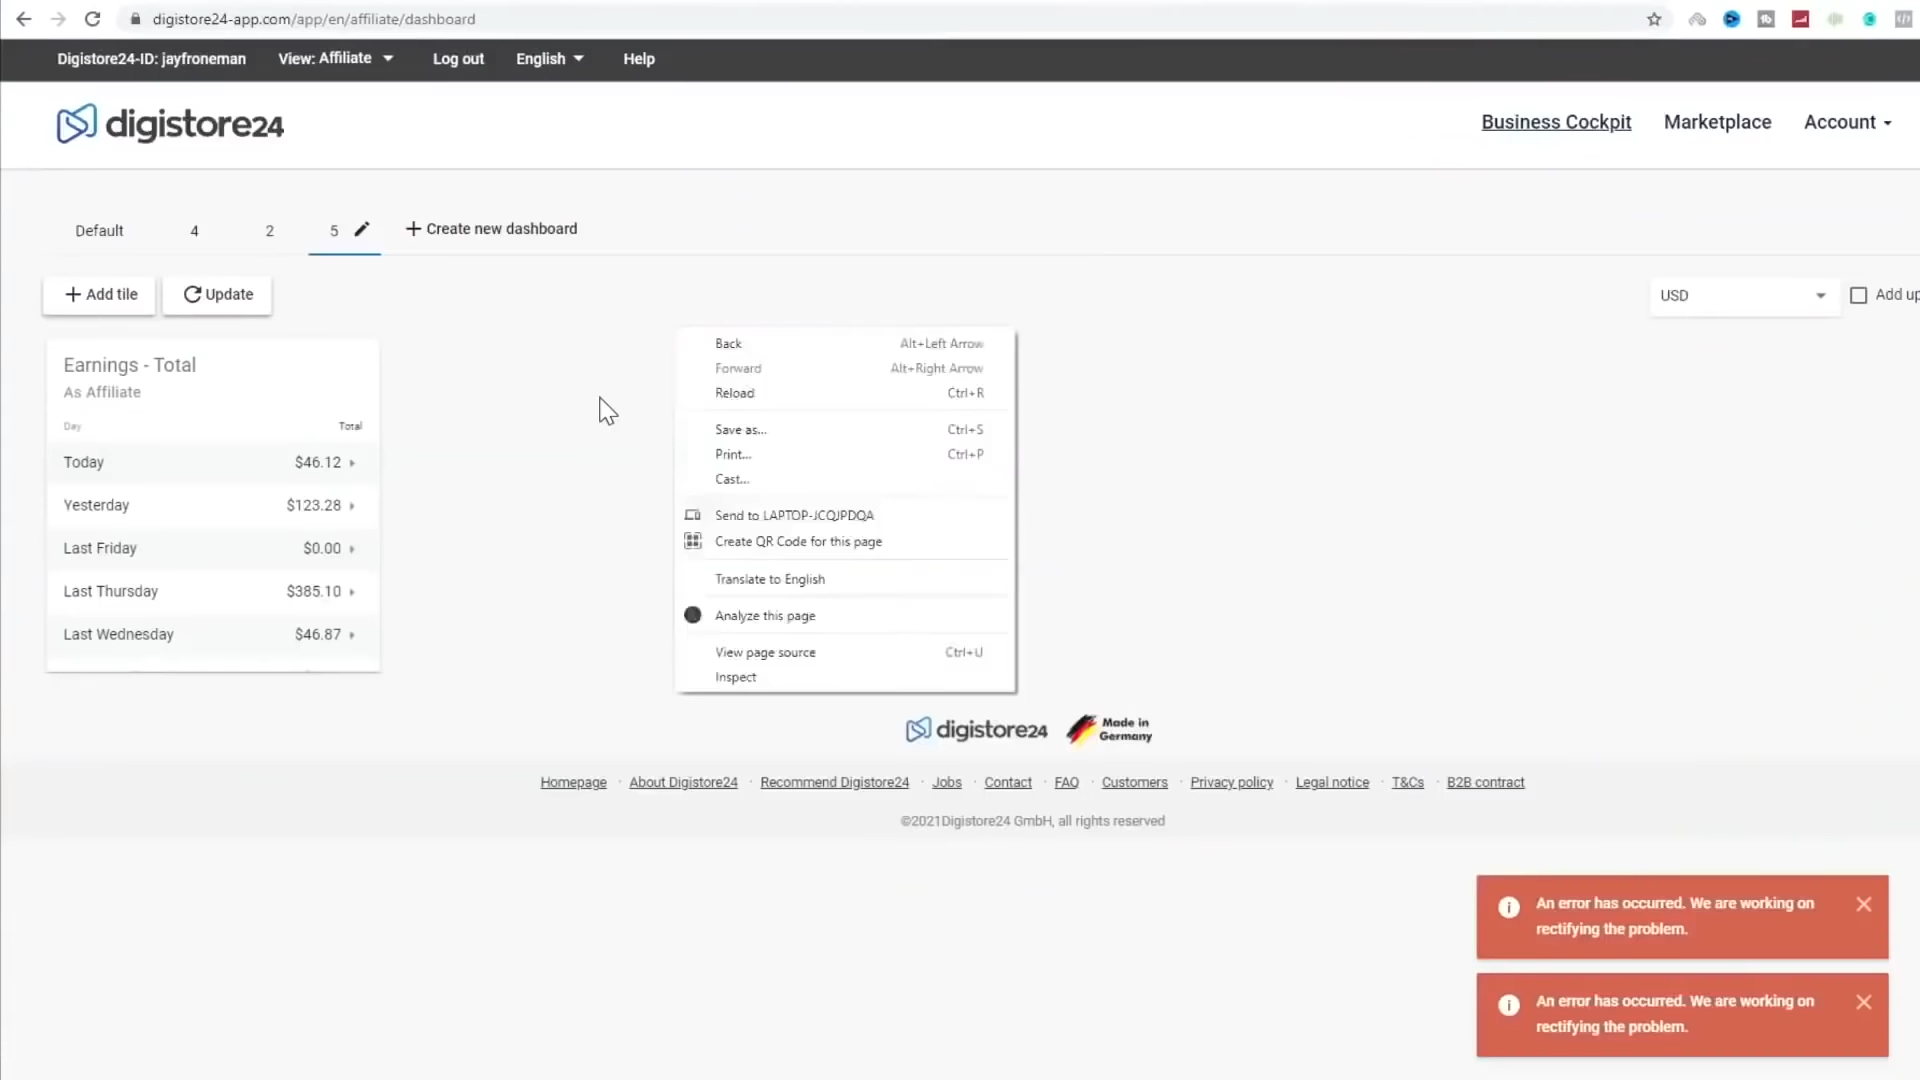 digistore24-app.com/app/en/affiliate/dashboard
Digistore24-ID: jayfroneman View: Affiliate Log out English Help
digistore24
Business Cockpit Marketplace Account
Default 4 2 5 + Create new dashboard
+ Add tile Update
USD Add up
Earnings - Total
As Affiliate
Day Total
Today $46.12
Yesterday $123.28
Last Friday $0.00
Last Thursday $385.10
Last Wednesday $46.87
Back Alt+Left Arrow
Forward Alt+Right Arrow
Reload Ctrl+R
Save as... Ctrl+S
Print... Ctrl+P
Cast...
Send to LAPTOP-JCQJPDQA
Create QR Code for this page
Translate to English
Analyze this page
View page source Ctrl+U
Inspect
digistore24 Made in
Germany
Homepage · About Digistore24 · Recommend Digistore24 · Jobs · Contact · FAQ · Customers · Privacy policy · Legal notice · T&Cs · B2B contract
©2021Digistore24 GmbH, all rights reserved
An error has occurred. We are working on
rectifying the problem.
An error has occurred. We are working on
rectifying the problem.